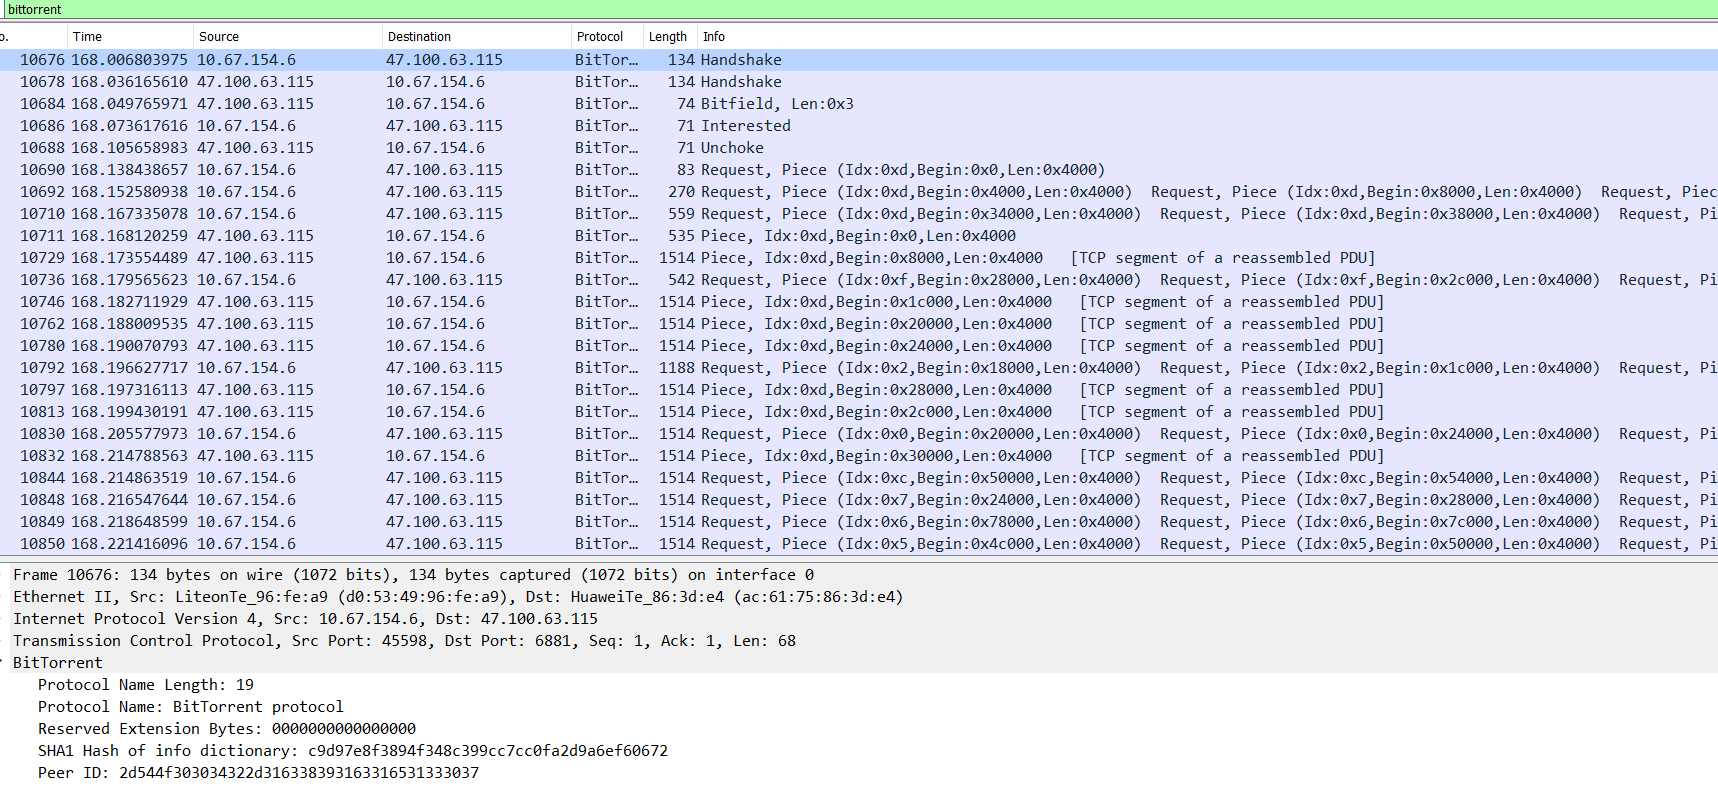 bittorrent
o. Time Source Destination Protocol Length Info
10676 168.006803975 10.67.154.6 47.100.63.115 BitTor… 134 Handshake
10678 168.036165610 47.100.63.115 10.67.154.6 BitTor… 134 Handshake
10684 168.049765971 47.100.63.115 10.67.154.6 BitTor… 74 Bitfield, Len:0x3
10686 168.073617616 10.67.154.6 47.100.63.115 BitTor… 71 Interested
10688 168.105658983 47.100.63.115 10.67.154.6 BitTor… 71 Unchoke
10690 168.138438657 10.67.154.6 47.100.63.115 BitTor… 83 Request, Piece (Idx:0xd,Begin:0x0,Len:0x4000)
10692 168.152580938 10.67.154.6 47.100.63.115 BitTor… 270 Request, Piece (Idx:0xd,Begin:0x4000,Len:0x4000) Request, Piece (Idx:0xd,Begin:0x8000,Len:0x4000) Request, Piec
10710 168.167335078 10.67.154.6 47.100.63.115 BitTor… 559 Request, Piece (Idx:0xd,Begin:0x34000,Len:0x4000) Request, Piece (Idx:0xd,Begin:0x38000,Len:0x4000) Request, Pi
10711 168.168120259 47.100.63.115 10.67.154.6 BitTor… 535 Piece, Idx:0xd,Begin:0x0,Len:0x4000
10729 168.173554489 47.100.63.115 10.67.154.6 BitTor… 1514 Piece, Idx:0xd,Begin:0x8000,Len:0x4000 [TCP segment of a reassembled PDU]
10736 168.179565623 10.67.154.6 47.100.63.115 BitTor… 542 Request, Piece (Idx:0xf,Begin:0x28000,Len:0x4000) Request, Piece (Idx:0xf,Begin:0x2c000,Len:0x4000) Request, Pi
10746 168.182711929 47.100.63.115 10.67.154.6 BitTor… 1514 Piece, Idx:0xd,Begin:0x1c000,Len:0x4000 [TCP segment of a reassembled PDU]
10762 168.188009535 47.100.63.115 10.67.154.6 BitTor… 1514 Piece, Idx:0xd,Begin:0x20000,Len:0x4000 [TCP segment of a reassembled PDU]
10780 168.190070793 47.100.63.115 10.67.154.6 BitTor… 1514 Piece, Idx:0xd,Begin:0x24000,Len:0x4000 [TCP segment of a reassembled PDU]
10792 168.196627717 10.67.154.6 47.100.63.115 BitTor… 1188 Request, Piece (Idx:0x2,Begin:0x18000,Len:0x4000) Request, Piece (Idx:0x2,Begin:0x1c000,Len:0x4000) Request, Pi
10797 168.197316113 47.100.63.115 10.67.154.6 BitTor… 1514 Piece, Idx:0xd,Begin:0x28000,Len:0x4000 [TCP segment of a reassembled PDU]
10813 168.199430191 47.100.63.115 10.67.154.6 BitTor… 1514 Piece, Idx:0xd,Begin:0x2c000,Len:0x4000 [TCP segment of a reassembled PDU]
10830 168.205577973 10.67.154.6 47.100.63.115 BitTor… 1514 Request, Piece (Idx:0x0,Begin:0x20000,Len:0x4000) Request, Piece (Idx:0x0,Begin:0x24000,Len:0x4000) Request, Pi
10832 168.214788563 47.100.63.115 10.67.154.6 BitTor… 1514 Piece, Idx:0xd,Begin:0x30000,Len:0x4000 [TCP segment of a reassembled PDU]
10844 168.214863519 10.67.154.6 47.100.63.115 BitTor… 1514 Request, Piece (Idx:0xc,Begin:0x50000,Len:0x4000) Request, Piece (Idx:0xc,Begin:0x54000,Len:0x4000) Request, Pi
10848 168.216547644 10.67.154.6 47.100.63.115 BitTor… 1514 Request, Piece (Idx:0x7,Begin:0x24000,Len:0x4000) Request, Piece (Idx:0x7,Begin:0x28000,Len:0x4000) Request, Pi
10849 168.218648599 10.67.154.6 47.100.63.115 BitTor… 1514 Request, Piece (Idx:0x6,Begin:0x78000,Len:0x4000) Request, Piece (Idx:0x6,Begin:0x7c000,Len:0x4000) Request, Pi
10850 168.221416096 10.67.154.6 47.100.63.115 BitTor… 1514 Request, Piece (Idx:0x5,Begin:0x4c000,Len:0x4000) Request, Piece (Idx:0x5,Begin:0x50000,Len:0x4000) Request, Pi
Frame 10676: 134 bytes on wire (1072 bits), 134 bytes captured (1072 bits) on interface 0
Ethernet II, Src: LiteonTe_96:fe:a9 (d0:53:49:96:fe:a9), Dst: HuaweiTe_86:3d:e4 (ac:61:75:86:3d:e4)
Internet Protocol Version 4, Src: 10.67.154.6, Dst: 47.100.63.115
Transmission Control Protocol, Src Port: 45598, Dst Port: 6881, Seq: 1, Ack: 1, Len: 68
BitTorrent
Protocol Name Length: 19
Protocol Name: BitTorrent protocol
Reserved Extension Bytes: 0000000000000000
SHA1 Hash of info dictionary: c9d97e8f3894f348c399cc7cc0fa2d9a6ef60672
Peer ID: 2d544f303034322d316338393163316531333037